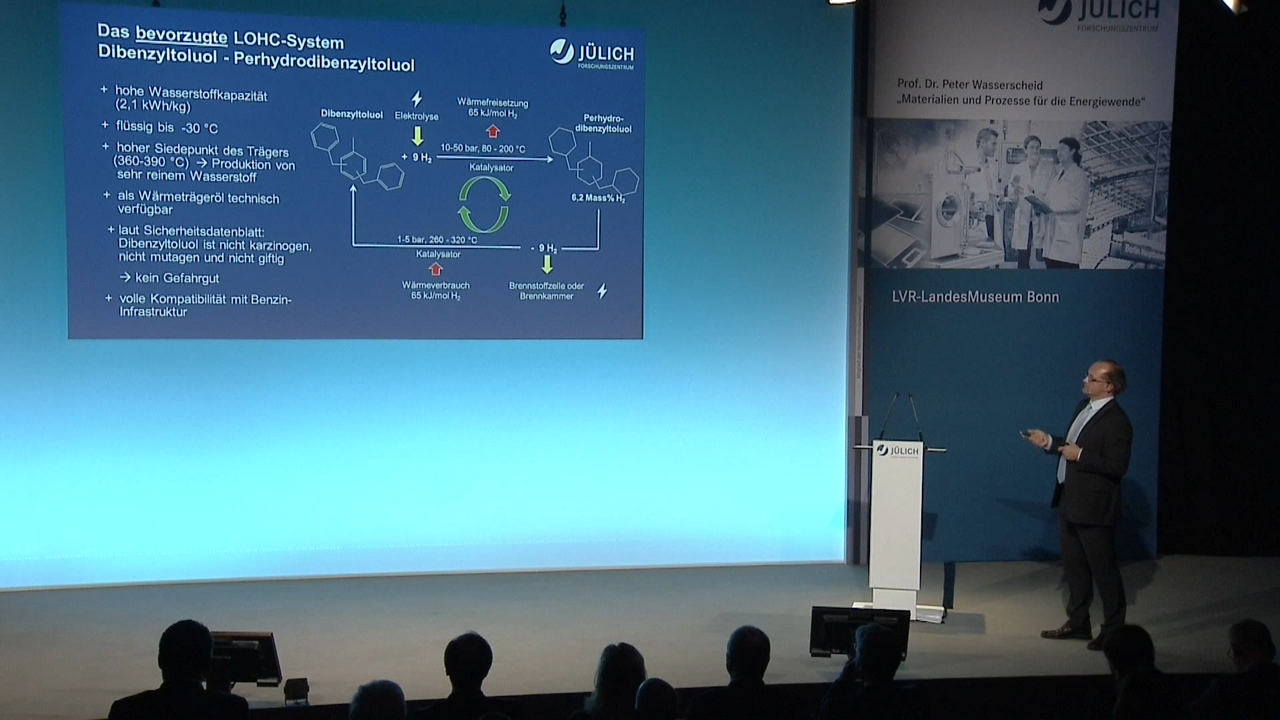 Das bevorzugte LOHC-System
Dibenzyltoluol - Perhydrodibenzyltoluol
JÜLICH
FORSCHUNGSZENTRUM
+ hohe Wasserstoffkapazität
(2,1 kWh/kg)
+ flüssig bis -30 °C
+ hoher Siedepunkt des Trägers
(360-390 °C) → Produktion von
sehr reinem Wasserstoff
+ als Wärmeträgeröl technisch
verfügbar
+ laut Sicherheitsdatenblatt:
Dibenzyltoluol ist nicht karzinogen,
nicht mutagen und nicht giftig
→ kein Gefahrgut
+ volle Kompatibilität mit Benzin-
Infrastruktur
Dibenzyltoluol
Elektrolyse
+ 9 H₂
Wärmefreisetzung
65 kJ/mol H₂
10-50 bar, 80 - 200 °C
Katalysator
Perhydro-
dibenzyltoluol
6,2 Mass% H₂
1-5 bar, 260 - 320 °C
Katalysator
- 9 H₂
Wärmeverbrauch
65 kJ/mol H₂
Brennstoffzelle oder
Brennkammer
JÜLICH
FORSCHUNGSZENTRUM
Prof. Dr. Peter Wasserscheid
„Materialien und Prozesse für die Energiewende“
LVR-LandesMuseum Bonn
JÜLICH